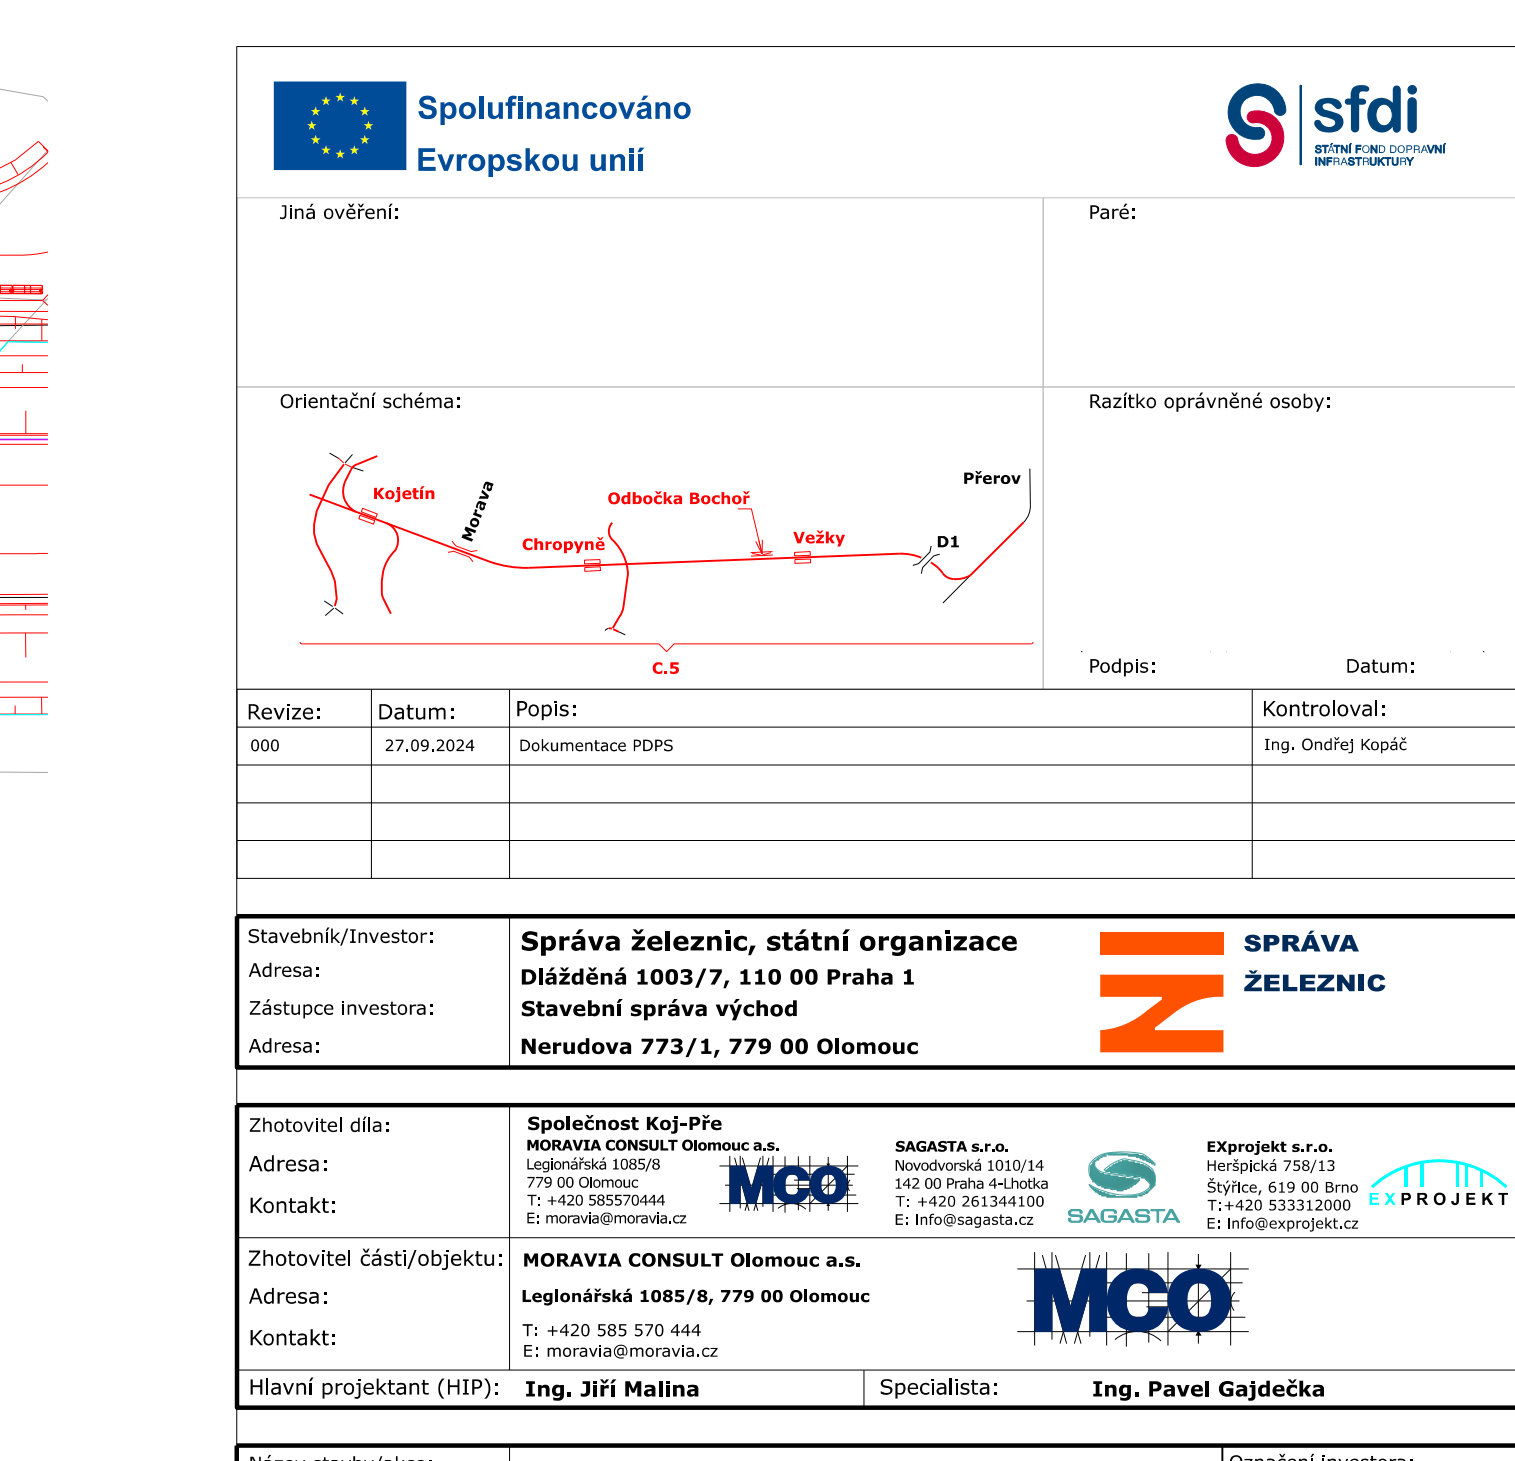 Spolufinancováno
Evropskou unií
sfdi
STÁTNÍ FOND DOPRAVNÍ
INFRASTRUKTURY
Jiná ověření:
Paré:
Orientační schéma:
Razítko oprávněné osoby:
Kojetín
Morava
Chropyně
Odbočka Bochoř
Vežky
D1
Přerov
C.5
Podpis:
Datum:
Revize: Datum: Popis: Kontroloval:
000 27.09.2024 Dokumentace PDPS Ing. Ondřej Kopáč
Stavebník/Investor: Správa železnic, státní organizace
Adresa: Dlážděná 1003/7, 110 00 Praha 1
Zástupce investora: Stavební správa východ
Adresa: Nerudova 773/1, 779 00 Olomouc
SPRÁVA
ŽELEZNIC
Zhotovitel díla:
Adresa:
Kontakt:
Společnost Koj-Pře
MORAVIA CONSULT Olomouc a.s.
Legionářská 1085/8
779 00 Olomouc
T: +420 585570444
E: moravia@moravia.cz
MCO
SAGASTA s.r.o.
Novodvorská 1010/14
142 00 Praha 4-Lhotka
T: +420 261344100
E: info@sagasta.cz
SAGASTA
EXprojekt s.r.o.
Heršpická 758/13
Štýřice, 619 00 Brno
T:+420 533312000
E: info@exprojekt.cz
EXPROJEKT
Zhotovitel části/objektu: MORAVIA CONSULT Olomouc a.s.
Adresa: Legionářská 1085/8, 779 00 Olomouc
Kontakt: T: +420 585 570 444
E: moravia@moravia.cz
MCO
Hlavní projektant (HIP): Ing. Jiří Malina Specialista: Ing. Pavel Gajdečka